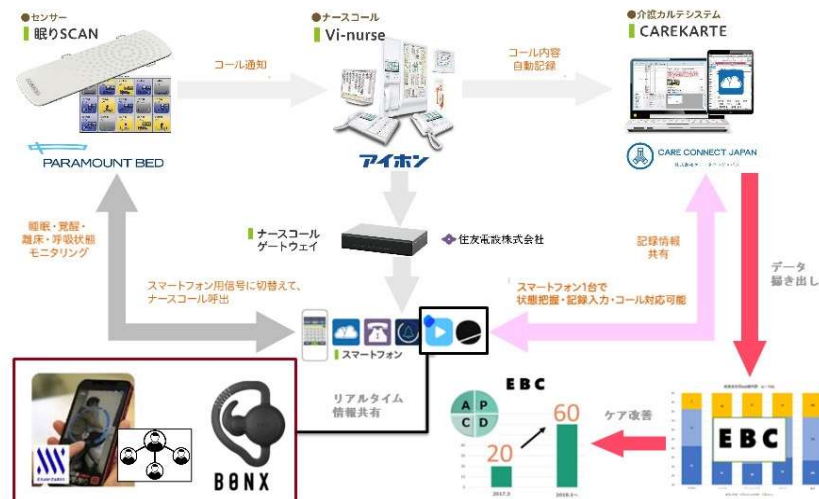 ●センサー
眠りSCAN
●ナースコール
Vi-nurse
●介護カルテシステム
CAREKARTE
コール通知
コール内容
自動記録
PARAMOUNT BED
アイホン
CARE CONNECT JAPAN
睡眠・覚醒・
離床・呼吸状態
モニタリング
ナースコール
ゲートウェイ
住友電設株式会社
記録情報
共有
データ
掃き出し
スマートフォン用信号に切替えて、
ナースコール呼出
スマートフォン1台で
状態把握・記録入力・コール対応可能
スマートフォン
リアルタイム
情報共有
BONX
EBC
A P
C D
20
60
2017.3
ケア改善
EBC